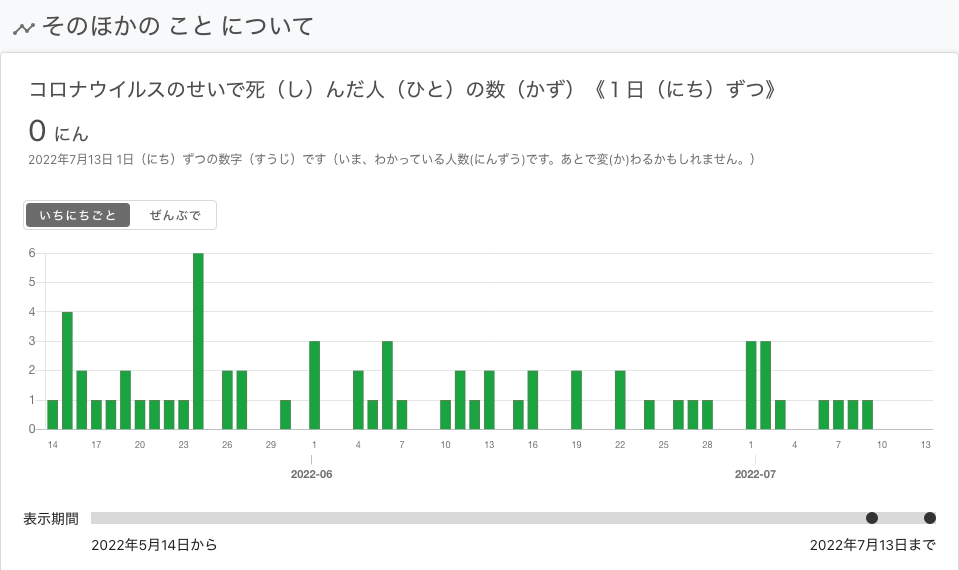 そのほかの こと について
コロナウイルスのせいで死（し）んだ人（ひと）の数（かず）《１日（にち）ずつ》
0 にん
2022年7月13日 1日（にち）ずつの数字（すうじ）です（いま、わかっている人数(にんずう)です。あとで変(か)わるかもしれません。）
いちにちごと ぜんぶで
6
5
4
3
2
1
0
14 17 20 23 26 29 1 4 7 10 13 16 19 22 25 28 1 4 7 10 13
2022-06 2022-07
表示期間
2022年5月14日から 2022年7月13日まで